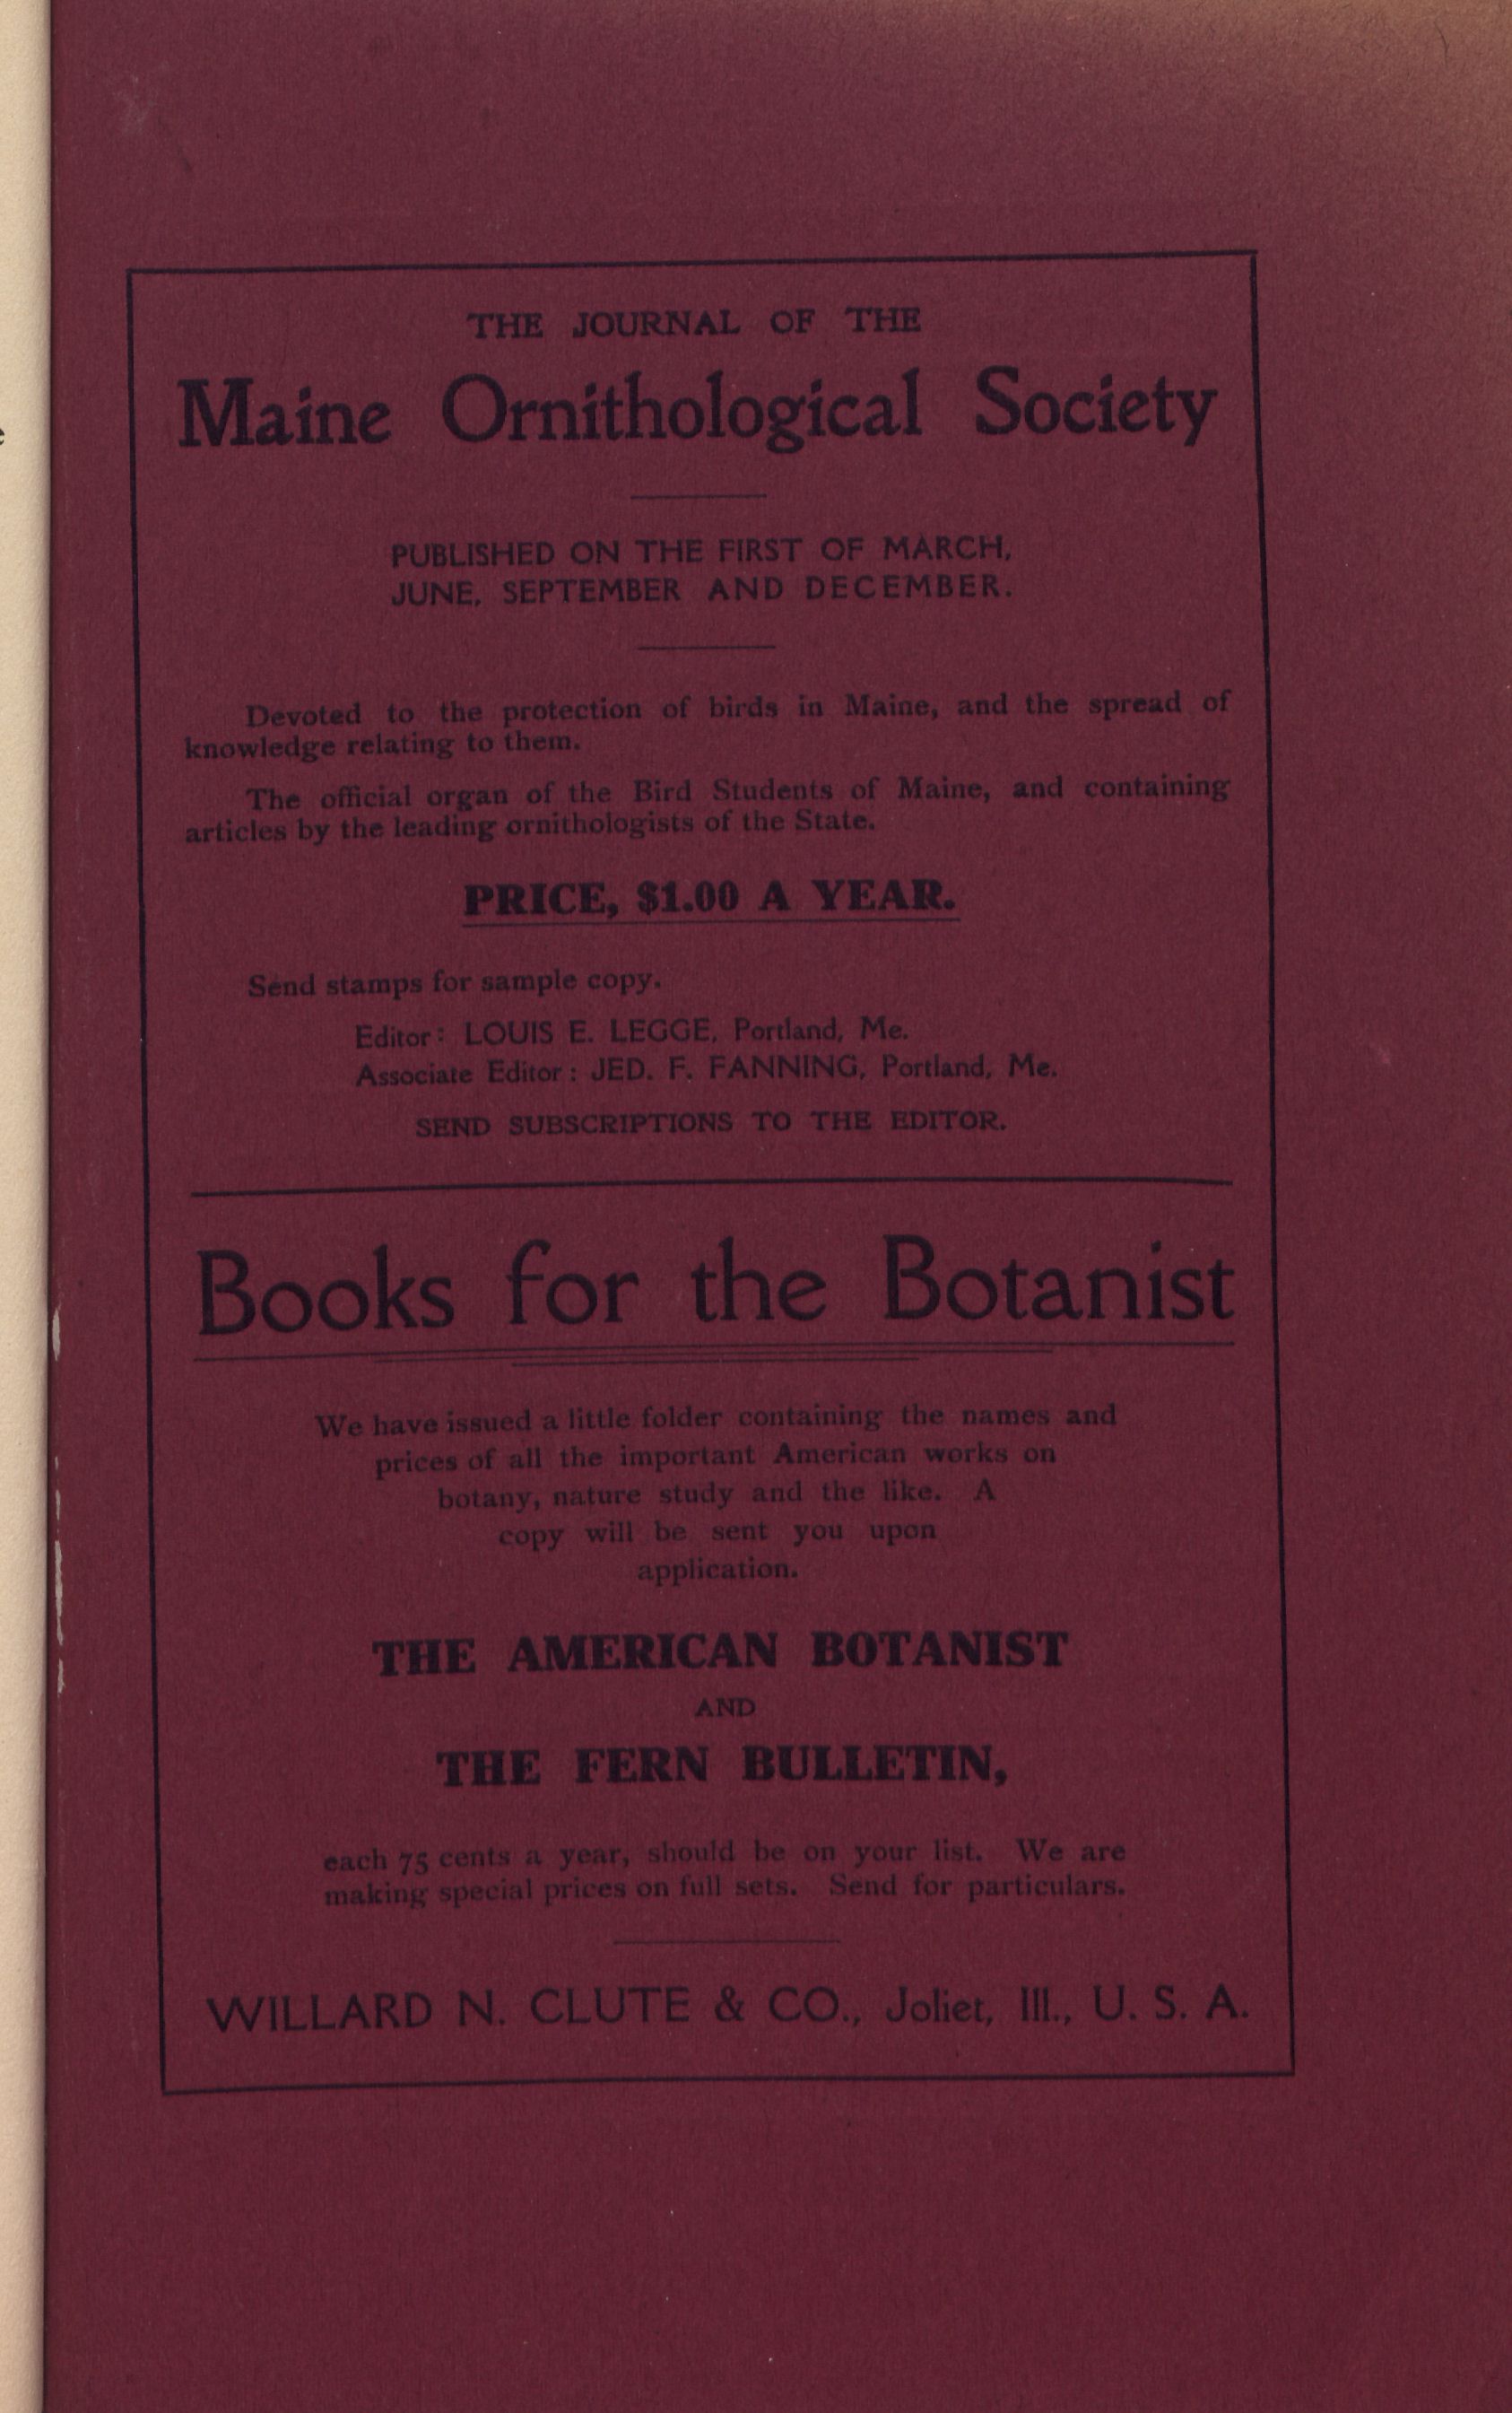 THE JOURNAL OF THE
Maine Ornithological Society
PUBLISHED ON THE FIRST OF MARCH,
JUNE, SEPTEMBER AND DECEMBER.
Devoted to the protection of birds in Maine, and the spread of
knowledge relating to them.
The official organ of the Bird Students of Maine, and containing
articles by the leading ornithologists of the State.
PRICE, $1.00 A YEAR.
Send stamps for sample copy.
Editor: LOUIS E. LEGGE, Portland, Me.
Associate Editor: JED. F. FANNING, Portland, Me.
SEND SUBSCRIPTIONS TO THE EDITOR.
Books for the Botanist
We have issued a little folder containing the names and
prices of all the important American works on
botany, nature study and the like. A
copy will be sent you upon
application.
THE AMERICAN BOTANIST
AND
THE FERN BULLETIN,
each 75 cents a year, should be on your list. We are
making special prices on full sets. Send for particulars.
WILLARD N. CLUTE & CO., Joliet, Ill., U. S. A.